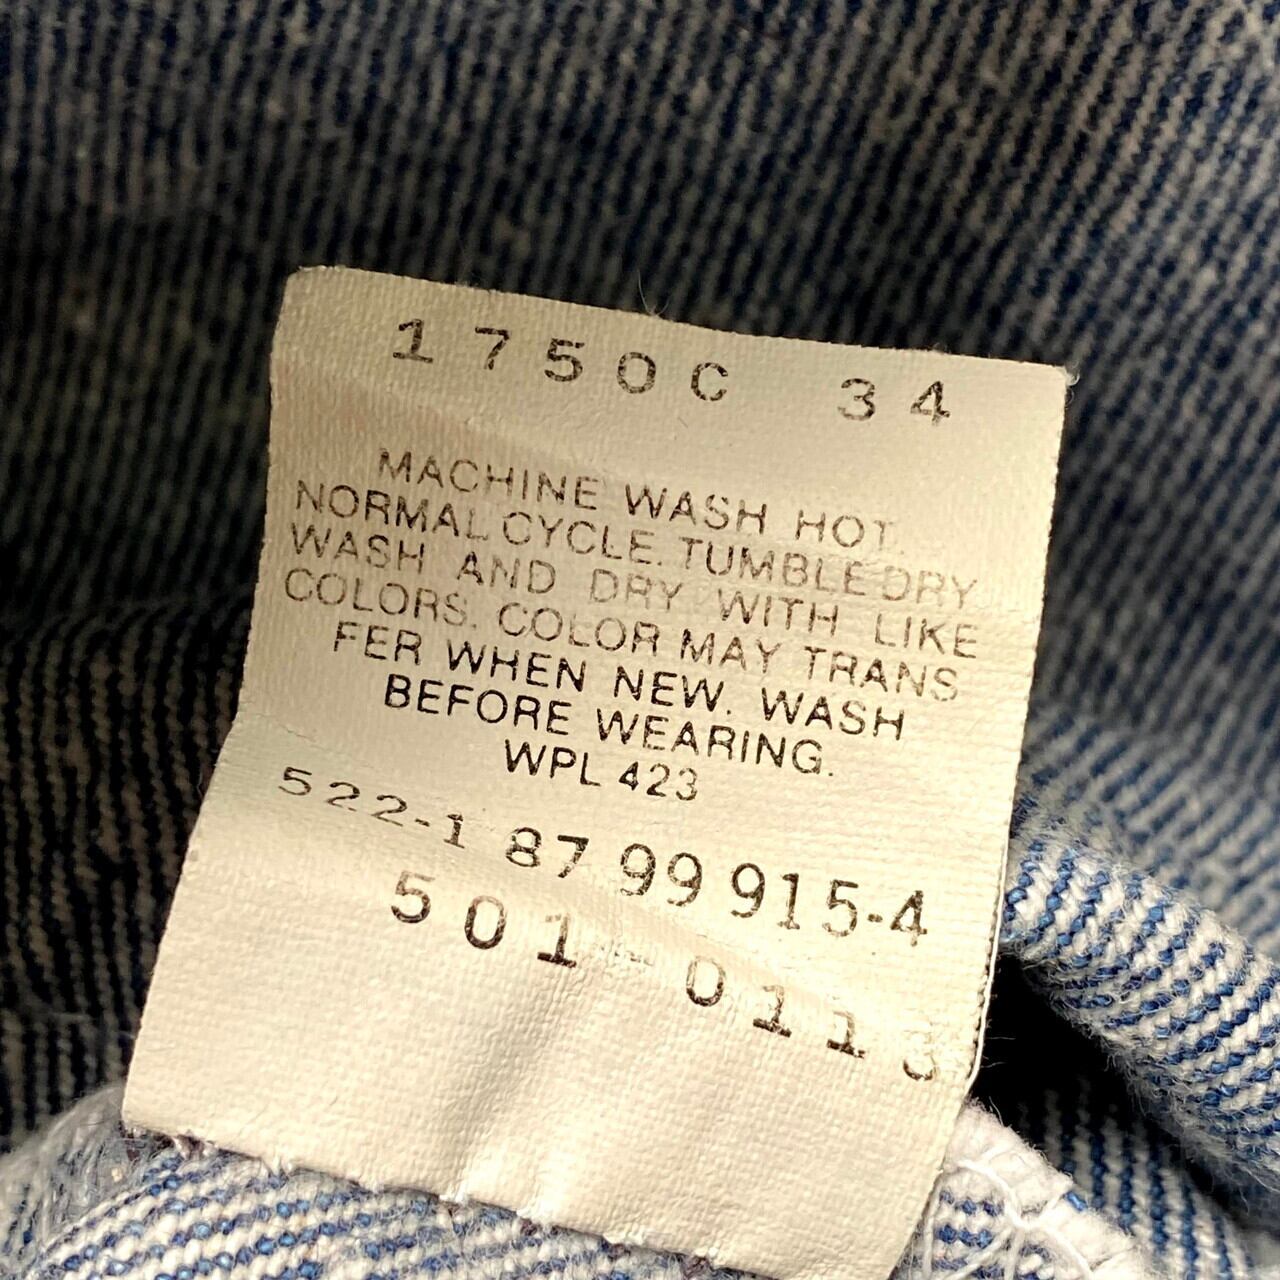 1750C 34
MACHINE WASH HOT
NORMAL CYCLE. TUMBLE DRY
WASH AND DRY WITH LIKE
COLORS. COLOR MAY TRANS
FER WHEN NEW. WASH
BEFORE WEARING.
WPL 423
522-1 87 99 915-4
501-0113